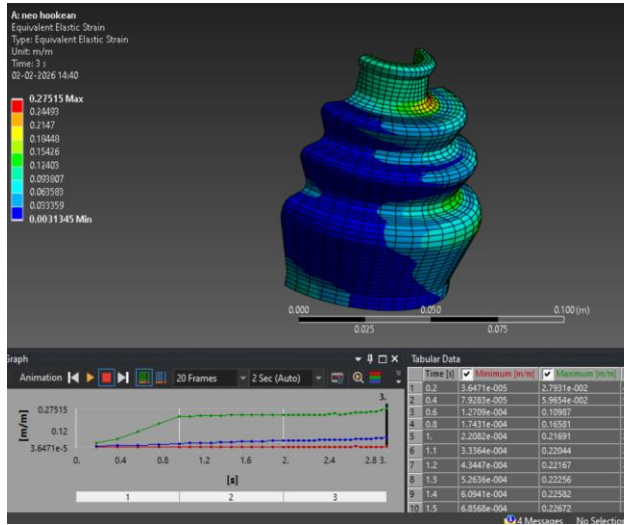 A: neo hookean
Equivalent Elastic Strain
Type: Equivalent Elastic Strain
Unit: m/m
Time: 3 s
02-02-2026 14:40
0.27515 Max
0.24493
0.2147
0.18448
0.15426
0.12403
0.093807
0.063583
0.033359
0.0031345 Min
0.000
0.050
0.100 (m)
0.025
0.075
Graph
Animation
20 Frames
2 Sec (Auto)
3.
0.27515
0.12
3.6471e-5
[m/m]
0. 0.4 0.8 1.2 1.6 2. 2.4 2.8 3.
[s]
1 2 3
Tabular Data
Time [s] Minimum [m/m] Maximum [m/m]
1 0.2 3.6471e-005 2.7931e-002
2 0.4 7.9283e-005 5.9654e-002
3 0.6 1.2709e-004 0.10987
4 0.8 1.7431e-004 0.16581
5 1. 2.2082e-004 0.21691
6 1.1 3.3364e-004 0.22044
7 1.2 4.3447e-004 0.22167
8 1.3 5.2636e-004 0.22256
9 1.4 6.0941e-004 0.22582
10 1.5 6.8568e-004 0.22672
4 Messages No Selection